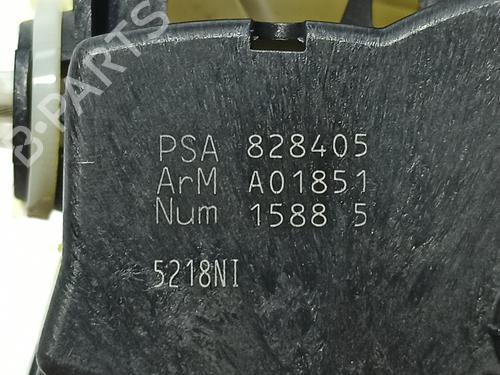 B-PARTS
PSA 828405
ArM A01851
Num 1588 5
5218NI